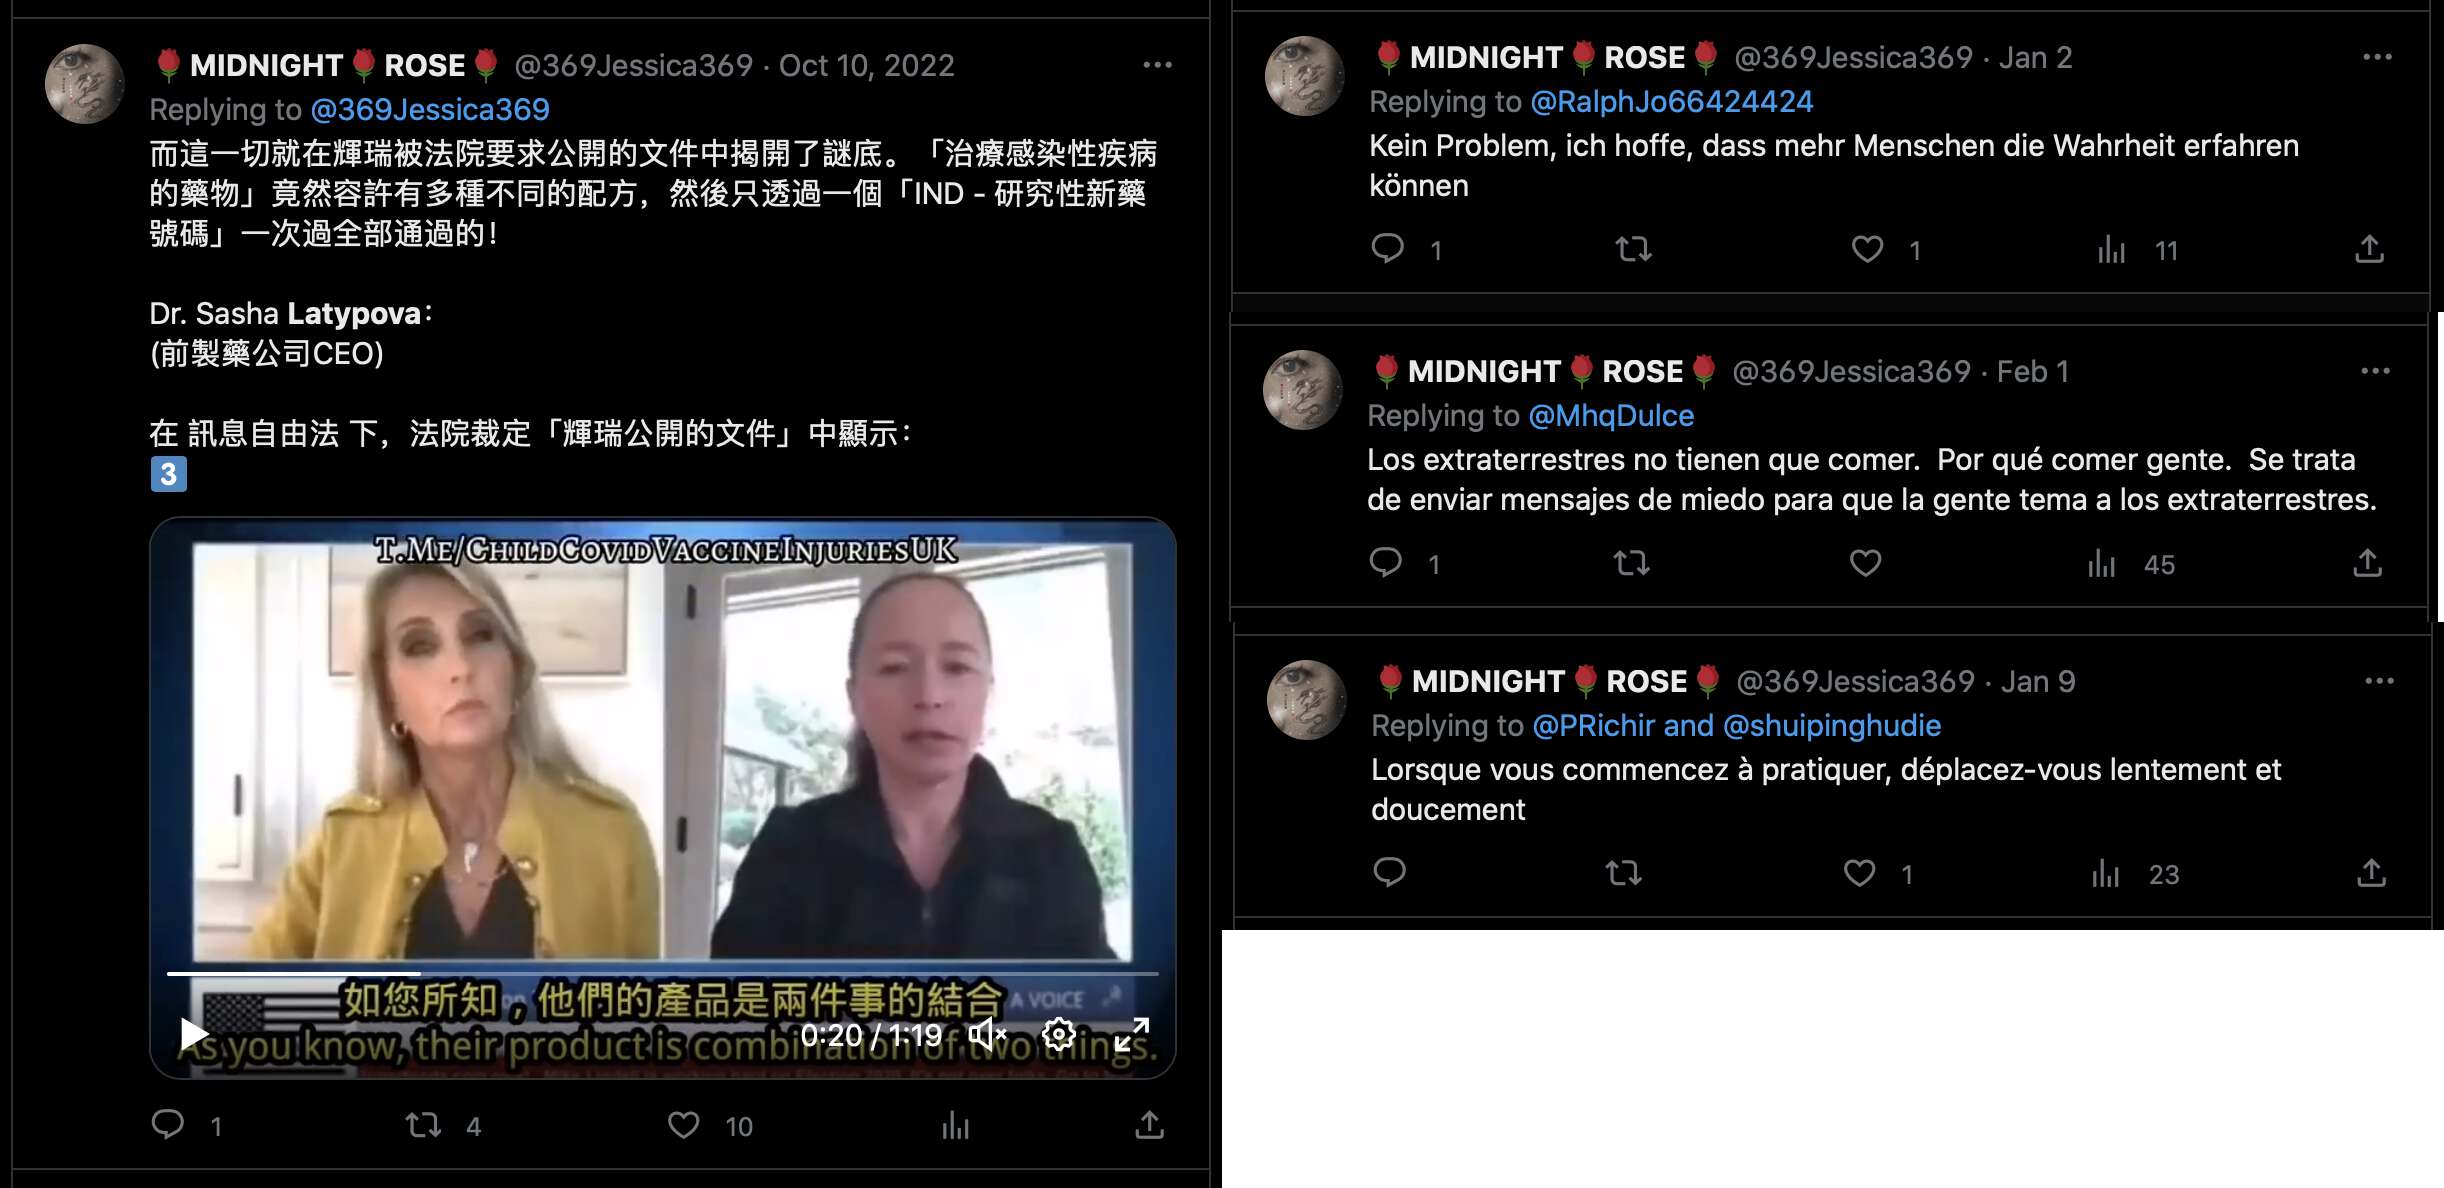 🌹MIDNIGHT🌹ROSE🌹 @369Jessica369 · Oct 10, 2022
Replying to @369Jessica369
而這一切就在輝瑞被法院要求公開的文件中揭開了謎底。「治療感染性疾病
的藥物」竟然容許有多種不同的配方，然後只透過一個「IND - 研究性新藥
號碼」一次過全部通過的！
Dr. Sasha Latypova：
(前製藥公司CEO)
在 訊息自由法 下，法院裁定「輝瑞公開的文件」中顯示：
3️⃣
T.ME/CHILDCOVIDVACCINEINJURIESUK
如您所知，他們的產品是兩件事的結合
A VOICE
0:20 / 1:19
As you know, their product is combination of two things.
1 4 10
🌹MIDNIGHT🌹ROSE🌹 @369Jessica369 · Jan 2
Replying to @RalphJo66424424
Kein Problem, ich hoffe, dass mehr Menschen die Wahrheit erfahren
können
1 1 11
🌹MIDNIGHT🌹ROSE🌹 @369Jessica369 · Feb 1
Replying to @MhqDulce
Los extraterrestres no tienen que comer.  Por qué comer gente.  Se trata
de enviar mensajes de miedo para que la gente tema a los extraterrestres.
1 45
🌹MIDNIGHT🌹ROSE🌹 @369Jessica369 · Jan 9
Replying to @PRichir and @shuipinghudie
Lorsque vous commencez à pratiquer, déplacez-vous lentement et
doucement
1 23